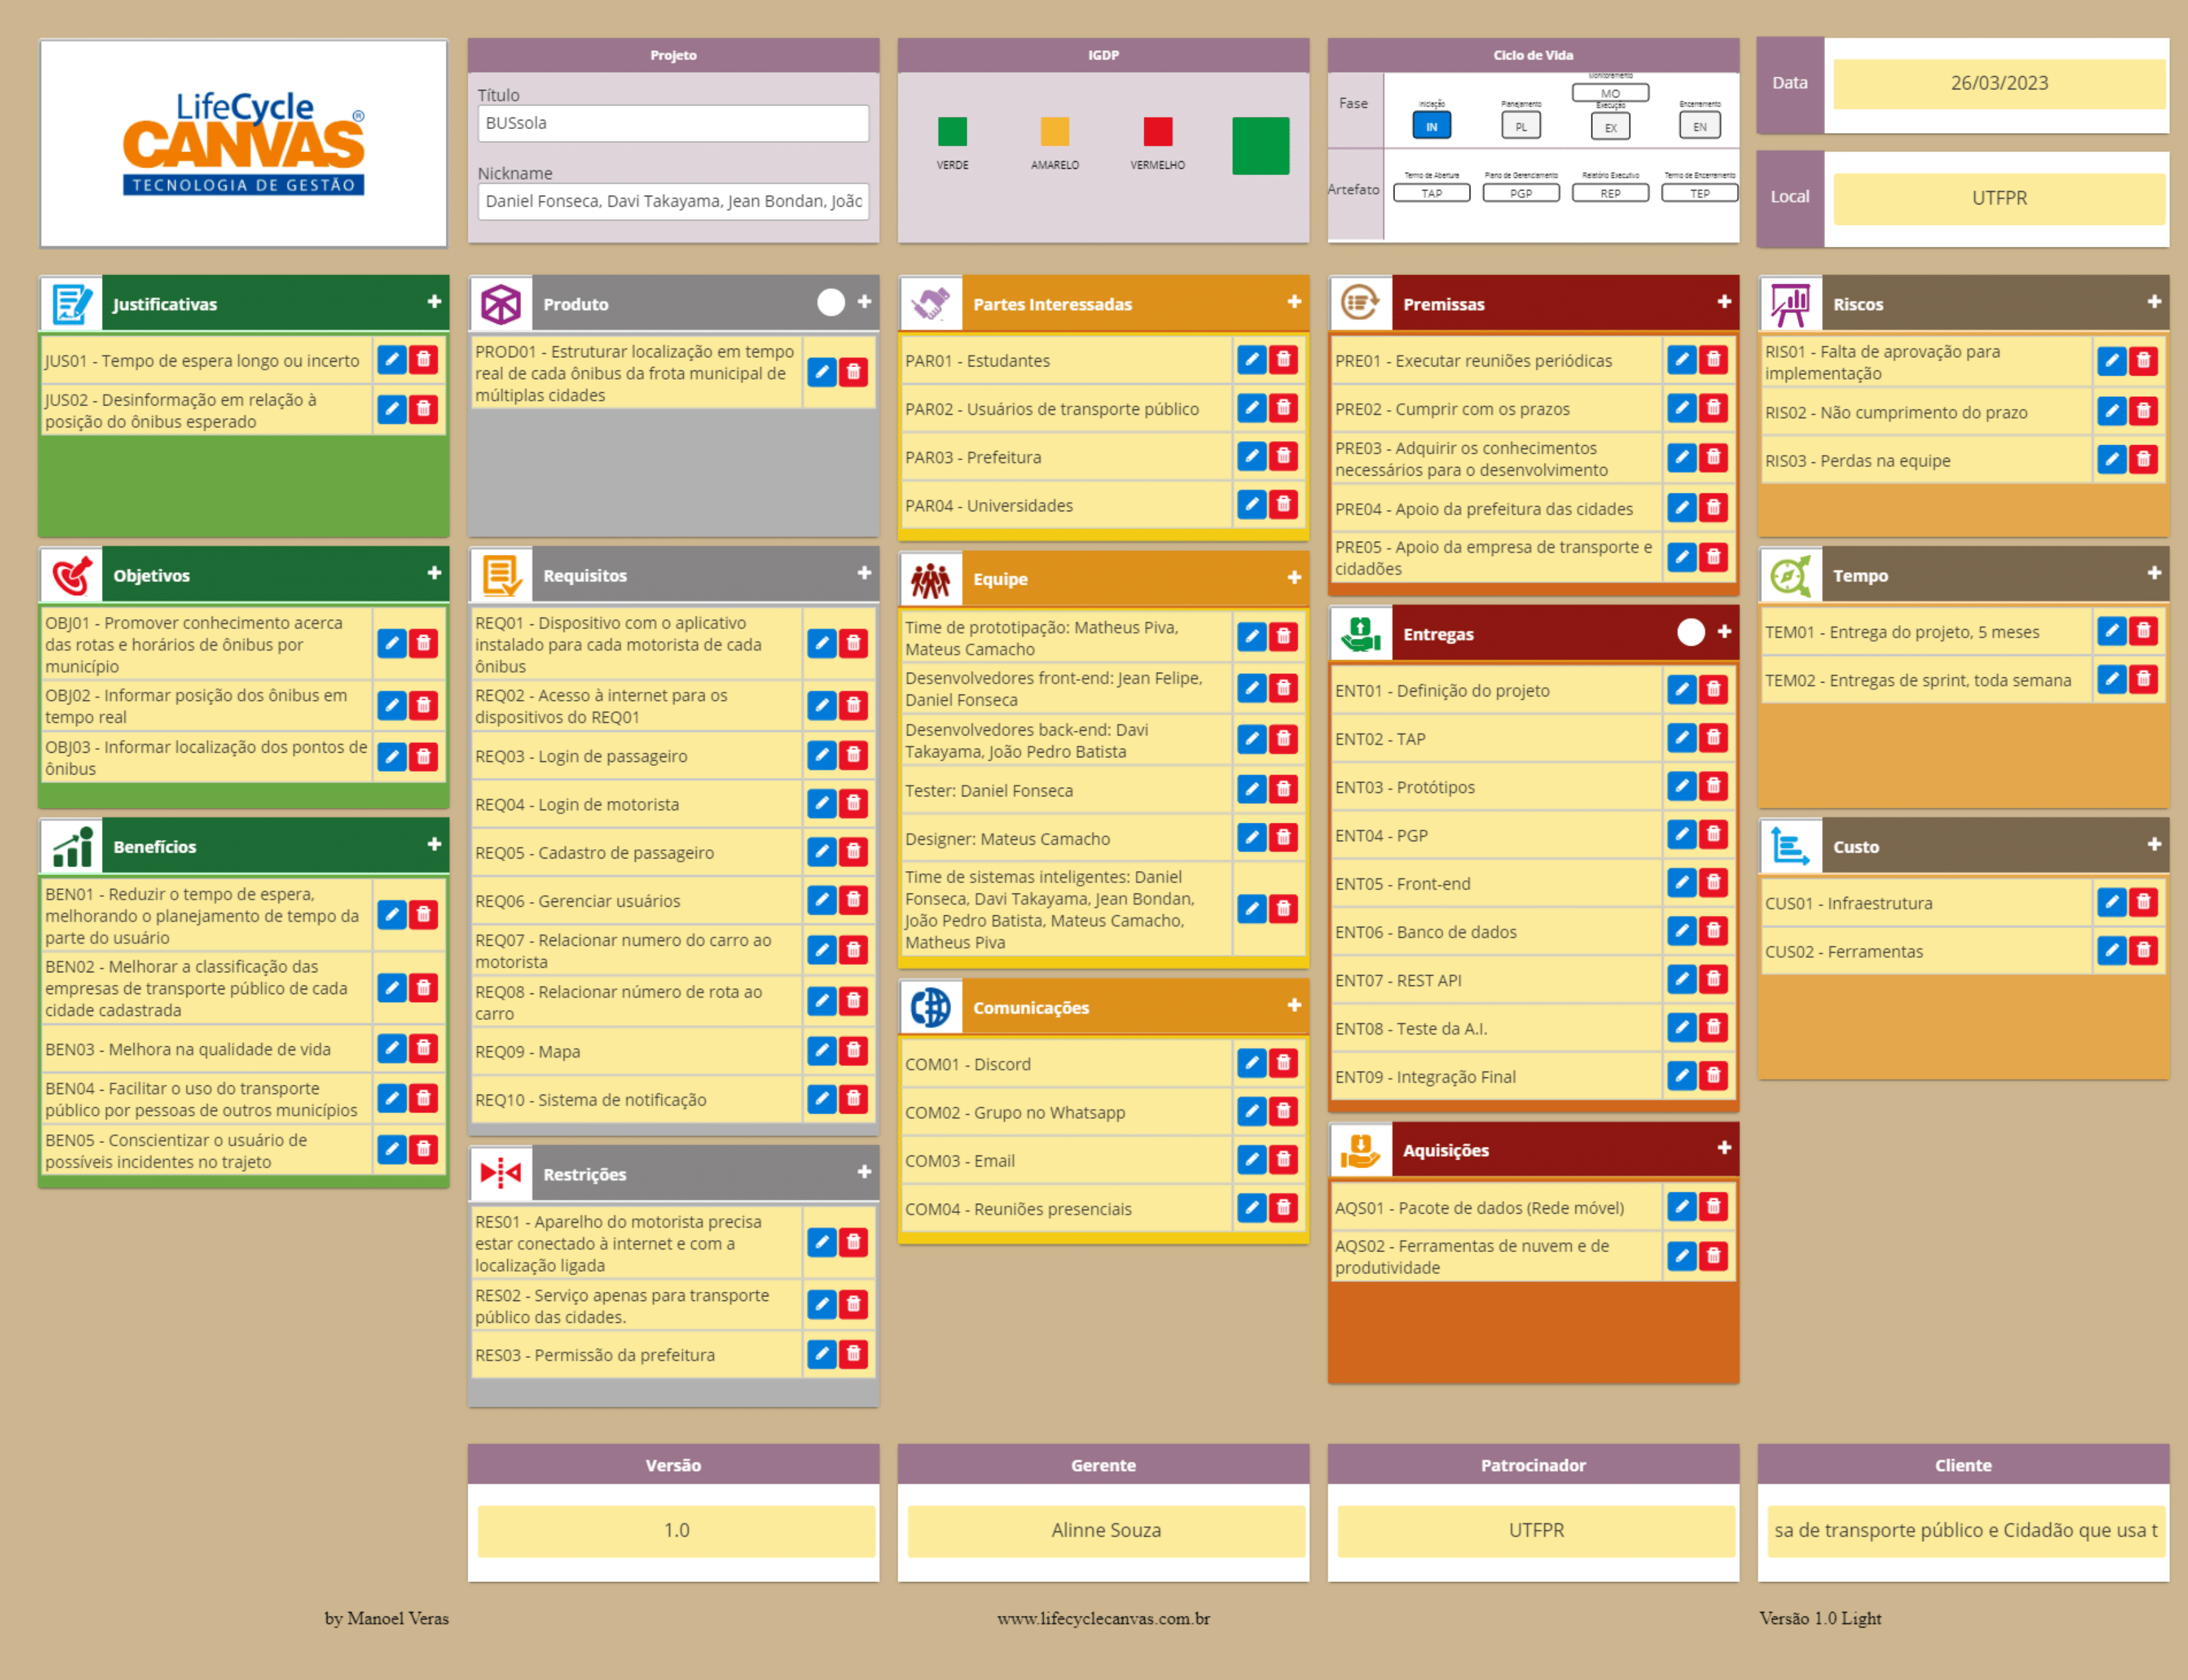 LifeCycle
CANVAS®
TECNOLOGIA DE GESTÃO
Projeto
Título
BUSsola
Nickname
Daniel Fonseca, Davi Takayama, Jean Bondan, João
IGDP
VERDE
AMARELO
VERMELHO
Ciclo de Vida
Fase
Monitoramento
MO
Iniciação
Planejamento
Execução
Encerramento
IN
PL
EX
EN
Artefato
Termo de Abertura
Plano de Gerenciamento
Relatório Executivo
Termo de Encerramento
TAP
PGP
REP
TEP
Data
26/03/2023
Local
UTFPR
Justificativas
JUS01 - Tempo de espera longo ou incerto
JUS02 - Desinformação em relação à
posição do ônibus esperado
Objetivos
OBJ01 - Promover conhecimento acerca
das rotas e horários de ônibus por
município
OBJ02 - Informar posição dos ônibus em
tempo real
OBJ03 - Informar localização dos pontos de
ônibus
Benefícios
BEN01 - Reduzir o tempo de espera,
melhorando o planejamento de tempo da
parte do usuário
BEN02 - Melhorar a classificação das
empresas de transporte público de cada
cidade cadastrada
BEN03 - Melhora na qualidade de vida
BEN04 - Facilitar o uso do transporte
público por pessoas de outros municípios
BEN05 - Conscientizar o usuário de
possíveis incidentes no trajeto
Produto
PROD01 - Estruturar localização em tempo
real de cada ônibus da frota municipal de
múltiplas cidades
Requisitos
REQ01 - Dispositivo com o aplicativo
instalado para cada motorista de cada
ônibus
REQ02 - Acesso à internet para os
dispositivos do REQ01
REQ03 - Login de passageiro
REQ04 - Login de motorista
REQ05 - Cadastro de passageiro
REQ06 - Gerenciar usuários
REQ07 - Relacionar numero do carro ao
motorista
REQ08 - Relacionar número de rota ao
carro
REQ09 - Mapa
REQ10 - Sistema de notificação
Restrições
RES01 - Aparelho do motorista precisa
estar conectado à internet e com a
localização ligada
RES02 - Serviço apenas para transporte
público das cidades.
RES03 - Permissão da prefeitura
Partes Interessadas
PAR01 - Estudantes
PAR02 - Usuários de transporte público
PAR03 - Prefeitura
PAR04 - Universidades
Equipe
Time de prototipação: Matheus Piva,
Mateus Camacho
Desenvolvedores front-end: Jean Felipe,
Daniel Fonseca
Desenvolvedores back-end: Davi
Takayama, João Pedro Batista
Tester: Daniel Fonseca
Designer: Mateus Camacho
Time de sistemas inteligentes: Daniel
Fonseca, Davi Takayama, Jean Bondan,
João Pedro Batista, Mateus Camacho,
Matheus Piva
Comunicações
COM01 - Discord
COM02 - Grupo no Whatsapp
COM03 - Email
COM04 - Reuniões presenciais
Premissas
PRE01 - Executar reuniões periódicas
PRE02 - Cumprir com os prazos
PRE03 - Adquirir os conhecimentos
necessários para o desenvolvimento
PRE04 - Apoio da prefeitura das cidades
PRE05 - Apoio da empresa de transporte e
cidadões
Entregas
ENT01 - Definição do projeto
ENT02 - TAP
ENT03 - Protótipos
ENT04 - PGP
ENT05 - Front-end
ENT06 - Banco de dados
ENT07 - REST API
ENT08 - Teste da A.I.
ENT09 - Integração Final
Aquisições
AQS01 - Pacote de dados (Rede móvel)
AQS02 - Ferramentas de nuvem e de
produtividade
Riscos
RIS01 - Falta de aprovação para
implementação
RIS02 - Não cumprimento do prazo
RIS03 - Perdas na equipe
Tempo
TEM01 - Entrega do projeto, 5 meses
TEM02 - Entregas de sprint, toda semana
Custo
CUS01 - Infraestrutura
CUS02 - Ferramentas
Versão
1.0
Gerente
Alinne Souza
Patrocinador
UTFPR
Cliente
sa de transporte público e Cidadão que usa t
by Manoel Veras
www.lifecyclecanvas.com.br
Versão 1.0 Light